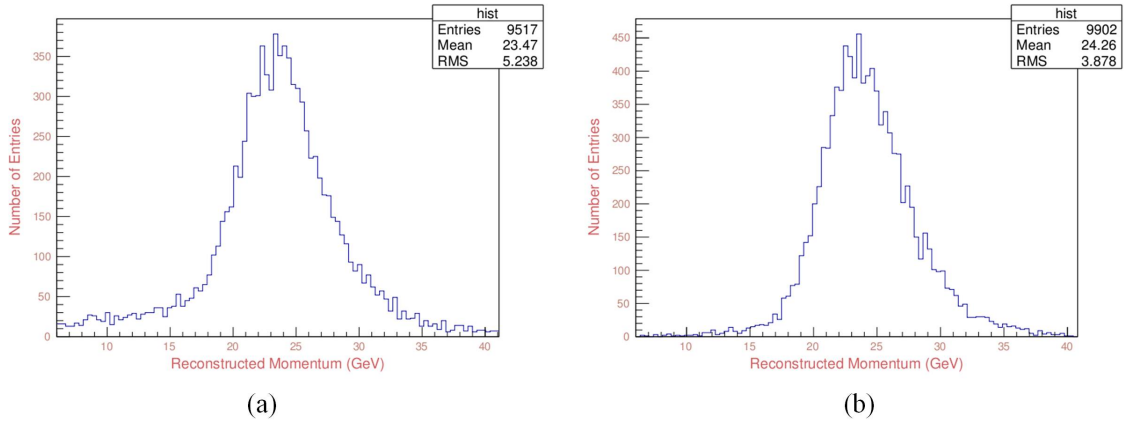 hist
Entries 9517
Mean 23.47
RMS 5.238
350
300
250
200
150
100
50
0
10 15 20 25 30 35 40
Number of Entries
Reconstructed Momentum (GeV)
(a)
hist
Entries 9902
Mean 24.26
RMS 3.878
450
400
350
300
250
200
150
100
50
0
10 15 20 25 30 35 40
Number of Entries
Reconstructed Momentum (GeV)
(b)